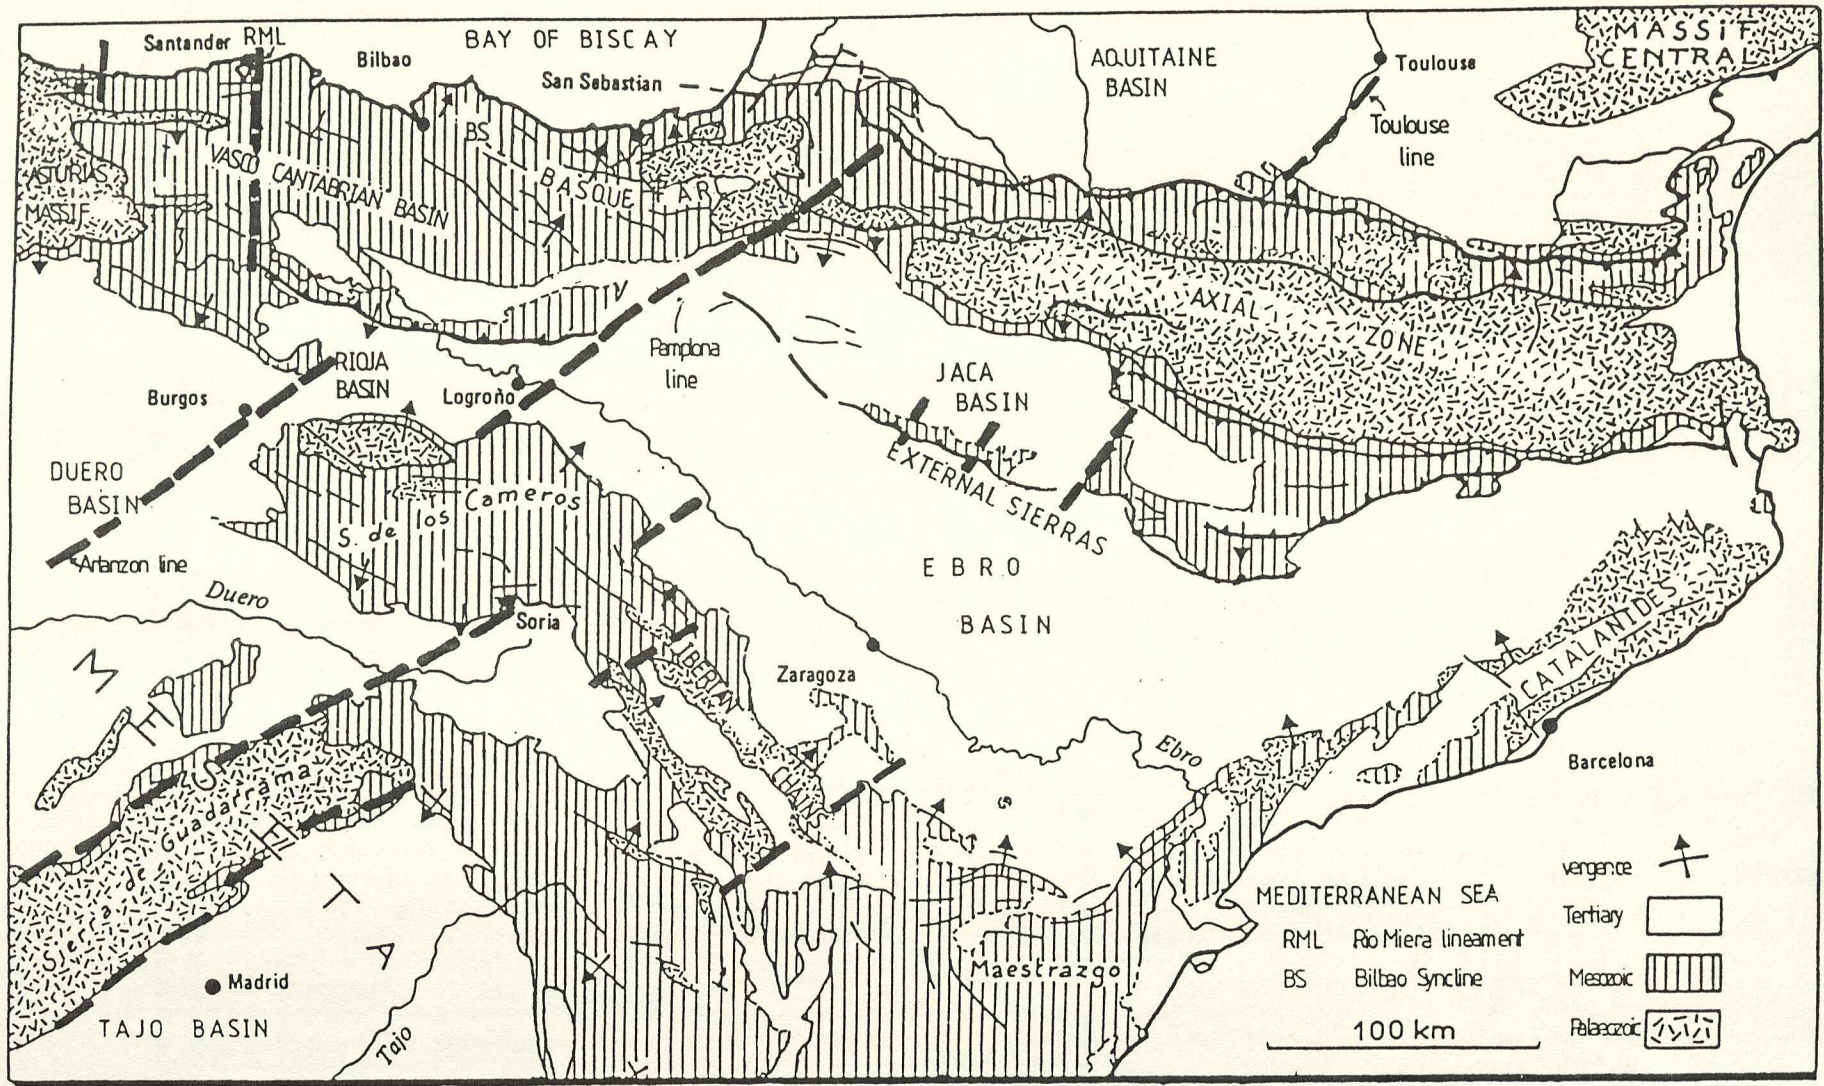 Santander RML
BAY OF BISCAY
Bilbao
San Sebastian
AQUITAINE
BASIN
Toulouse
MASSIF
CENTRAL
Toulouse
line
BS
VASCO CANTABRIAN BASIN
BASQUE ARC
ASTURIAS
MASSIF
AXIAL ZONE
Pamplona
line
RIOJA
BASIN
JACA
BASIN
Burgos
Logroño
EXTERNAL SIERRAS
DUERO
BASIN
S. de los Cameros
Arlanzon line
EBRO
BASIN
Duero
Soria
CATALANIDES
IBERIAN CHAIN
Zaragoza
MESETA
Ebro
Barcelona
Sierra de Guadarrama
Madrid
TAJO BASIN
Tajo
Maestrazgo
MEDITERRANEAN SEA
RML Rio Miera lineament
BS Bilbao Syncline
100 km
vergence
Tertiary
Mesozoic
Palaeozoic